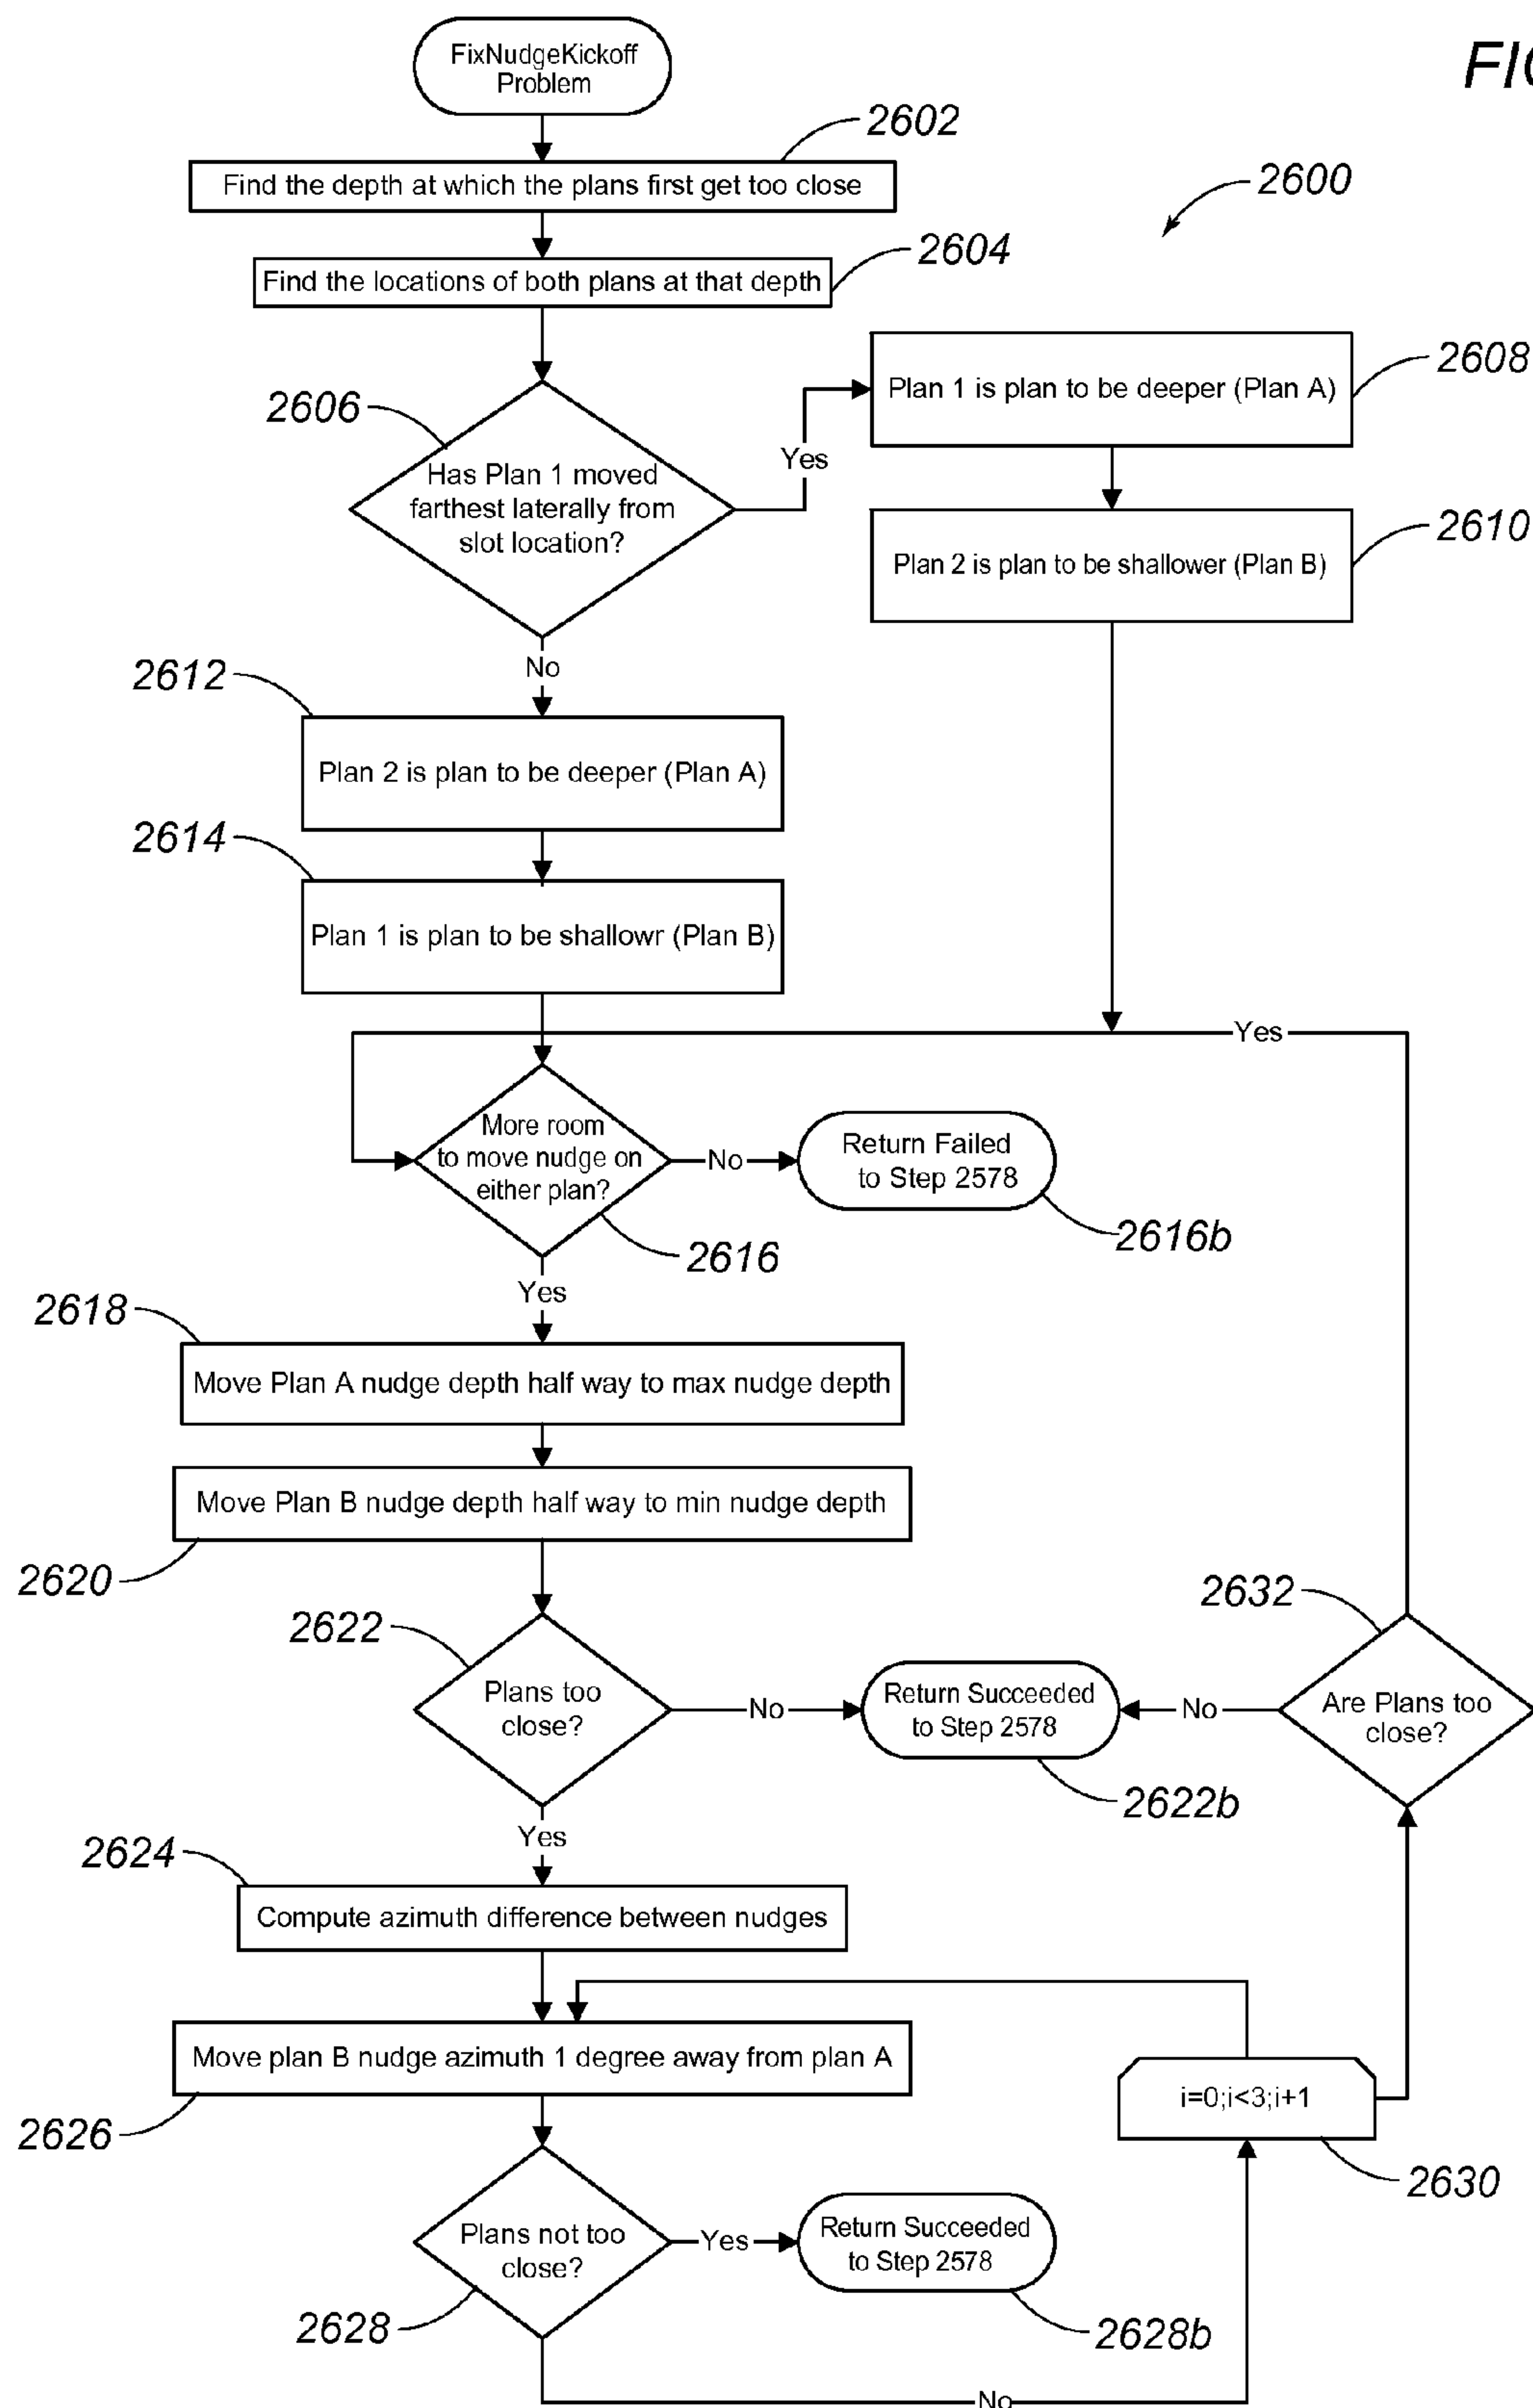 FixNudgeKickoff
Problem
FIG
2602
Find the depth at which the plans first get too close
2600
2604
Find the locations of both plans at that depth
2606
Has Plan 1 moved
farthest laterally from
slot location?
Yes
Plan 1 is plan to be deeper (Plan A)
2608
Plan 2 is plan to be shallower (Plan B)
2610
No
2612
Plan 2 is plan to be deeper (Plan A)
2614
Plan 1 is plan to be shallowr (Plan B)
Yes
More room
to move nudge on
either plan?
No
Return Failed
to Step 2578
2616b
2616
Yes
2618
Move Plan A nudge depth half way to max nudge depth
Move Plan B nudge depth half way to min nudge depth
2620
2622
Plans too
close?
No
Return Succeeded
to Step 2578
2622b
No
2632
Are Plans too
close?
Yes
2624
Compute azimuth difference between nudges
Move plan B nudge azimuth 1 degree away from plan A
2626
i=0;i<3;i+1
2630
Plans not too
close?
2628
Yes
Return Succeeded
to Step 2578
2628b
No